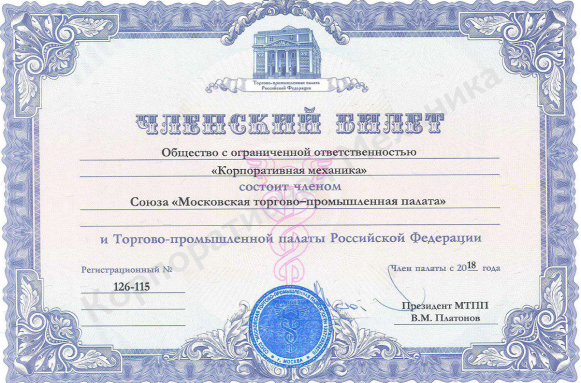 Торгово-промышленная палата
Российской Федерации
ЧЛЕНСКИЙ БИЛЕТ
Общество с ограниченной ответственностью
«Корпоративная механика»
состоит членом
Союза «Московская торгово-промышленная палата»
и Торгово-промышленной палаты Российской Федерации
Регистрационный №
126-115
Член палаты с 2018 года
Президент МТПП
В.М. Платонов
Корпоративная Механика
МОСКВА